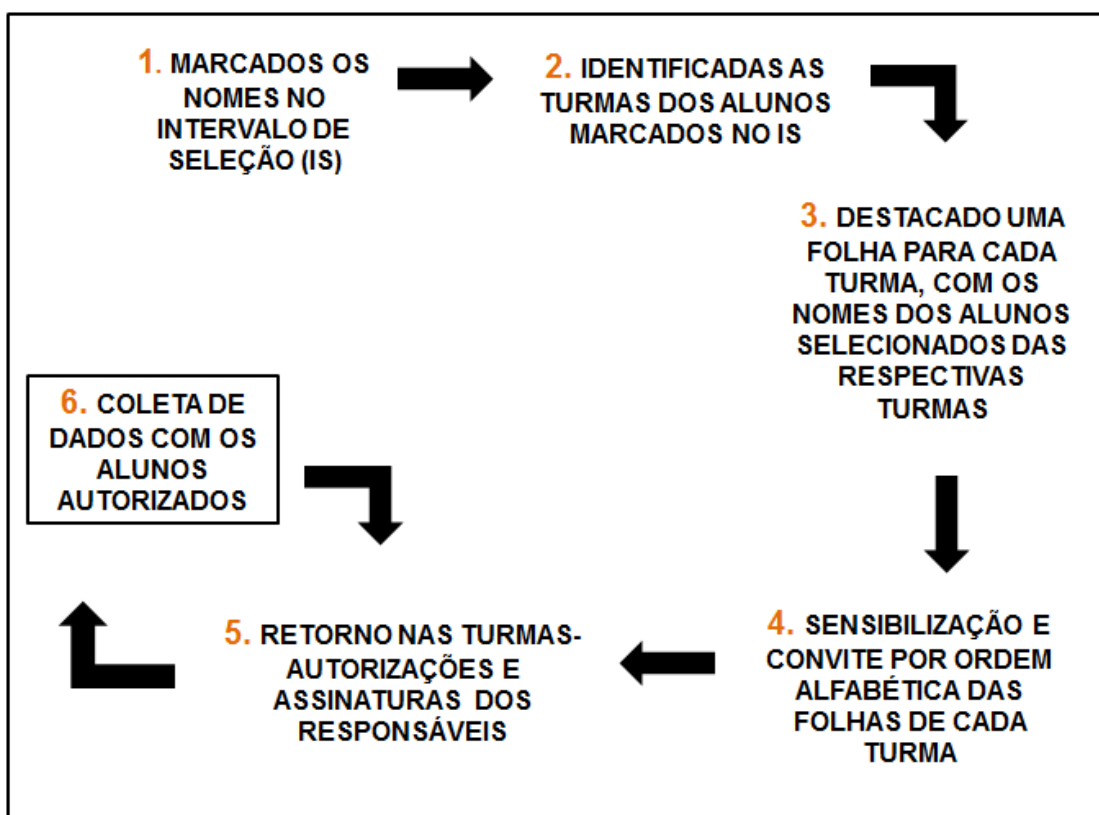 1. MARCADOS OS
NOMES NO
INTERVALO DE
SELEÇÃO (IS)
2. IDENTIFICADAS AS
TURMAS DOS ALUNOS
MARCADOS NO IS
3. DESTACADO UMA
FOLHA PARA CADA
TURMA, COM OS
NOMES DOS ALUNOS
SELECIONADOS DAS
RESPECTIVAS
TURMAS
4. SENSIBILIZAÇÃO E
CONVITE POR ORDEM
ALFABÉTICA DAS
FOLHAS DE CADA
TURMA
5. RETORNO NAS TURMAS-
AUTORIZAÇÕES E
ASSINATURAS DOS
RESPONSÁVEIS
6. COLETA DE
DADOS COM OS
ALUNOS
AUTORIZADOS